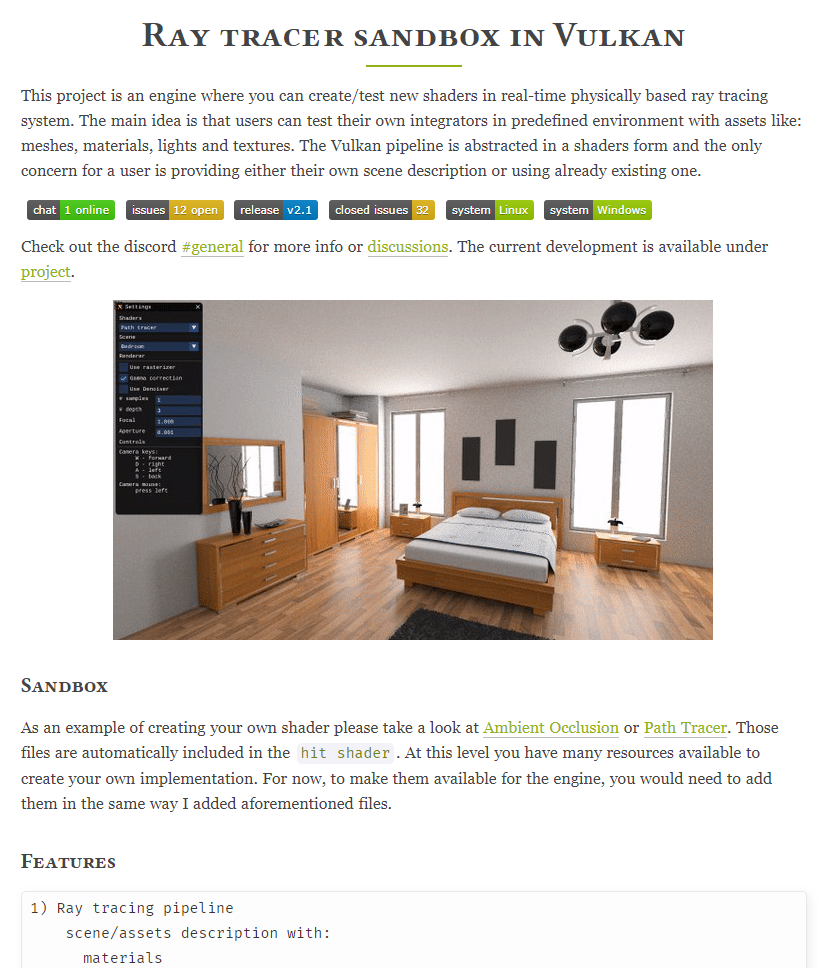 Ray tracer sandbox in Vulkan
This project is an engine where you can create/test new shaders in real-time physically based ray tracing
system. The main idea is that users can test their own integrators in predefined environment with assets like:
meshes, materials, lights and textures. The Vulkan pipeline is abstracted in a shaders form and the only
concern for a user is providing either their own scene description or using already existing one.
chat 1 online issues 12 open release v2.1 closed issues 32 system Linux system Windows
Check out the discord #general for more info or discussions. The current development is available under
project.
Settings
Shaders
Path tracer
Scene
Bedroom
Renderer
Use rasterizer
Gamma correction
Use Denoiser
# samples 1
# depth 3
Focal 1.000
Aperture 0.001
Controls
Camera keys:
W - forward
D - right
A - left
S - back
Camera mouse:
press left
Sandbox
As an example of creating your own shader please take a look at Ambient Occlusion or Path Tracer. Those
files are automatically included in the hit shader. At this level you have many resources available to
create your own implementation. For now, to make them available for the engine, you would need to add
them in the same way I added aforementioned files.
Features
1) Ray tracing pipeline
scene/assets description with:
materials